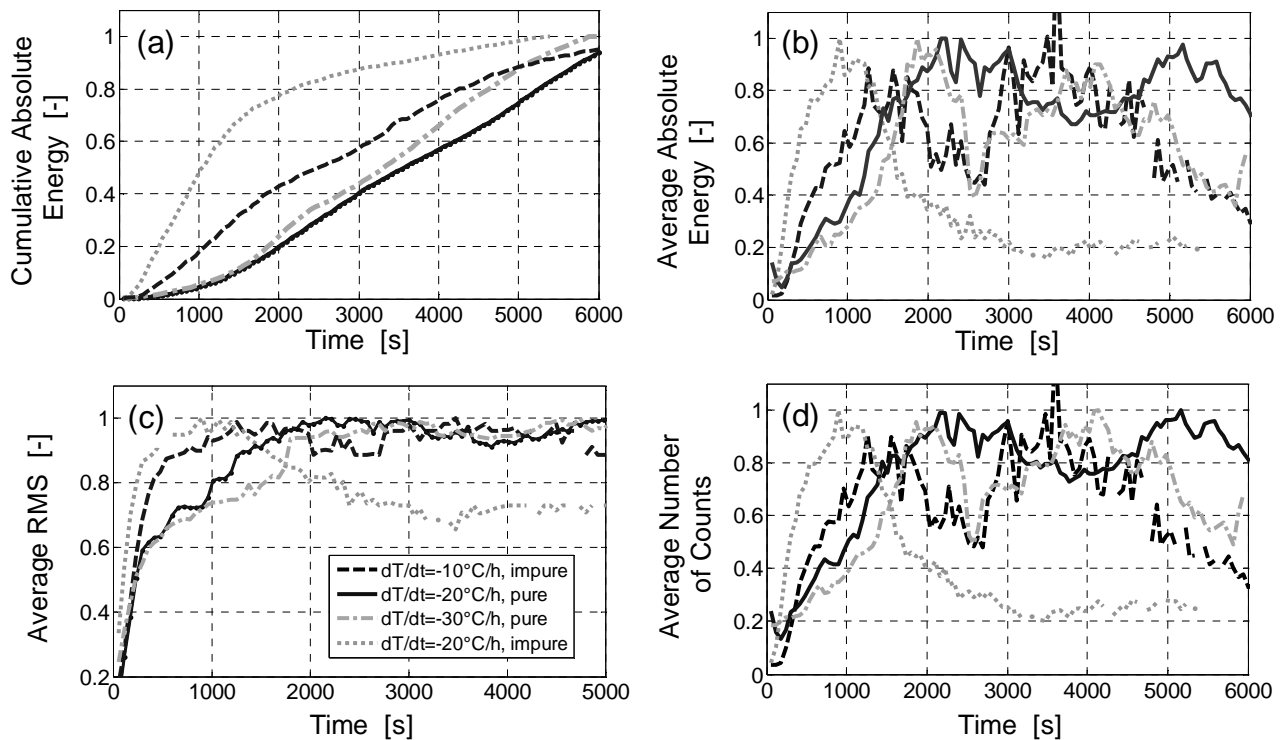 (a)
Cumulative Absolute
Energy [-]
1
0.8
0.6
0.4
0.2
0
0 1000 2000 3000 4000 5000 6000
Time [s]
(b)
Average Absolute
Energy [-]
1
0.8
0.6
0.4
0.2
0
0 1000 2000 3000 4000 5000 6000
Time [s]
(c)
Average RMS [-]
1
0.8
0.6
0.4
0.2
0 1000 2000 3000 4000 5000
Time [s]
dT/dt=-10°C/h, impure
dT/dt=-20°C/h, pure
dT/dt=-30°C/h, pure
dT/dt=-20°C/h, impure
(d)
Average Number
of Counts
1
0.8
0.6
0.4
0.2
0
0 1000 2000 3000 4000 5000 6000
Time [s]